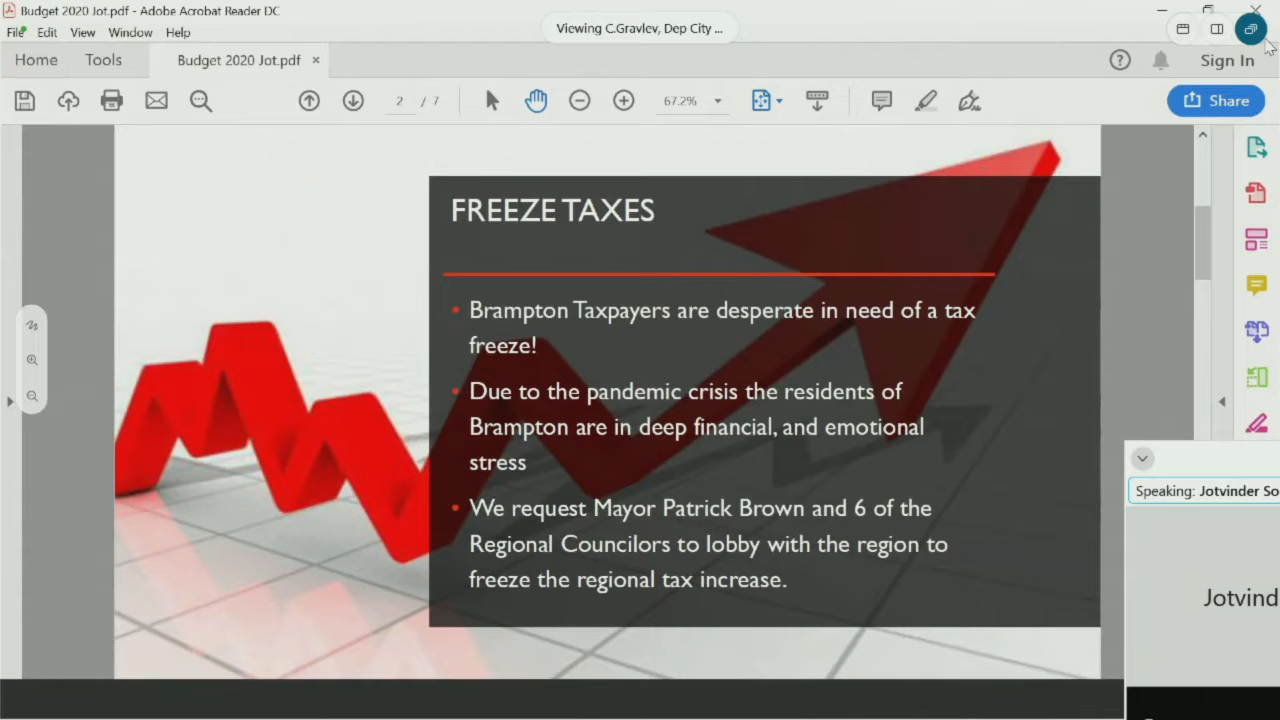 Budget 2020 Jot.pdf - Adobe Acrobat Reader DC
File Edit View Window Help
Viewing C.Gravlev, Dep City ...
Home Tools Budget 2020 Jot.pdf ×
Sign In
2 / 7
67.2%
Share
FREEZE TAXES
• Brampton Taxpayers are desperate in need of a tax
freeze!
• Due to the pandemic crisis the residents of
Brampton are in deep financial, and emotional
stress
• We request Mayor Patrick Brown and 6 of the
Regional Councilors to lobby with the region to
freeze the regional tax increase.
Speaking: Jotvinder So
Jotvind